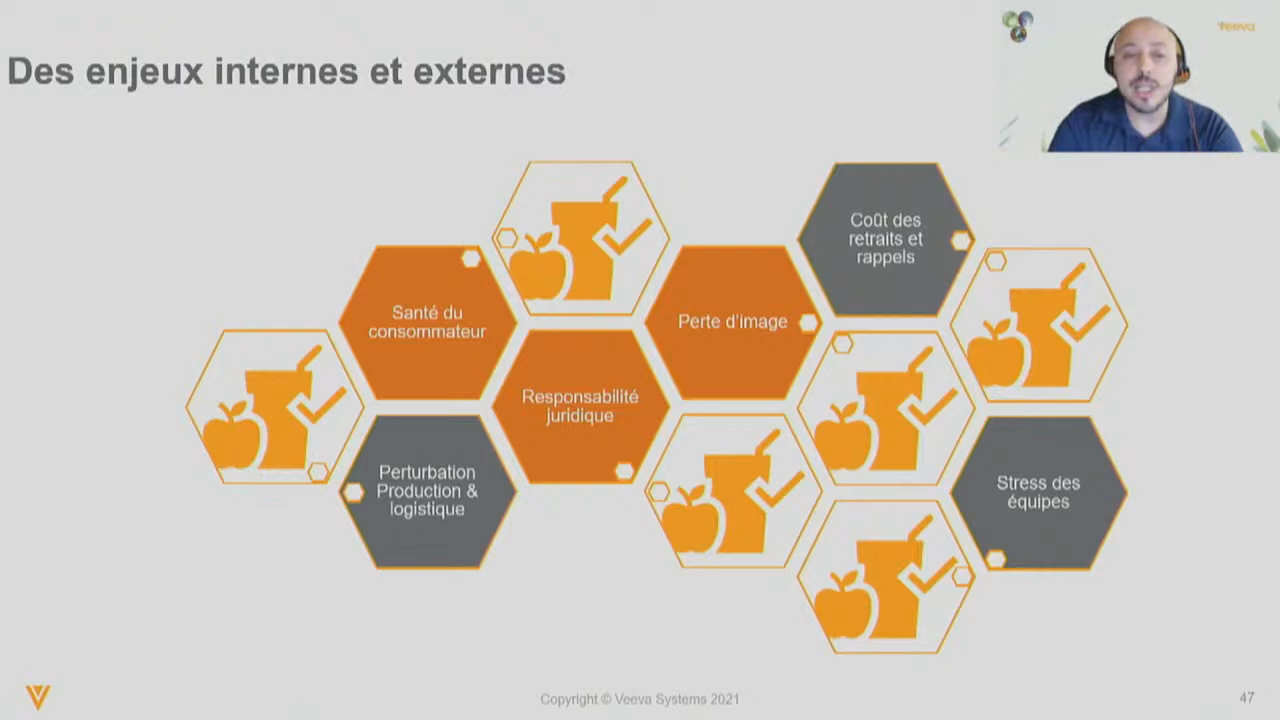 Des enjeux internes et externes
veeva
Coût des
retraits et
rappels
Santé du
consommateur
Perte d'image
Responsabilité
juridique
Perturbation
Production &
logistique
Stress des
équipes
Copyright © Veeva Systems 2021
47